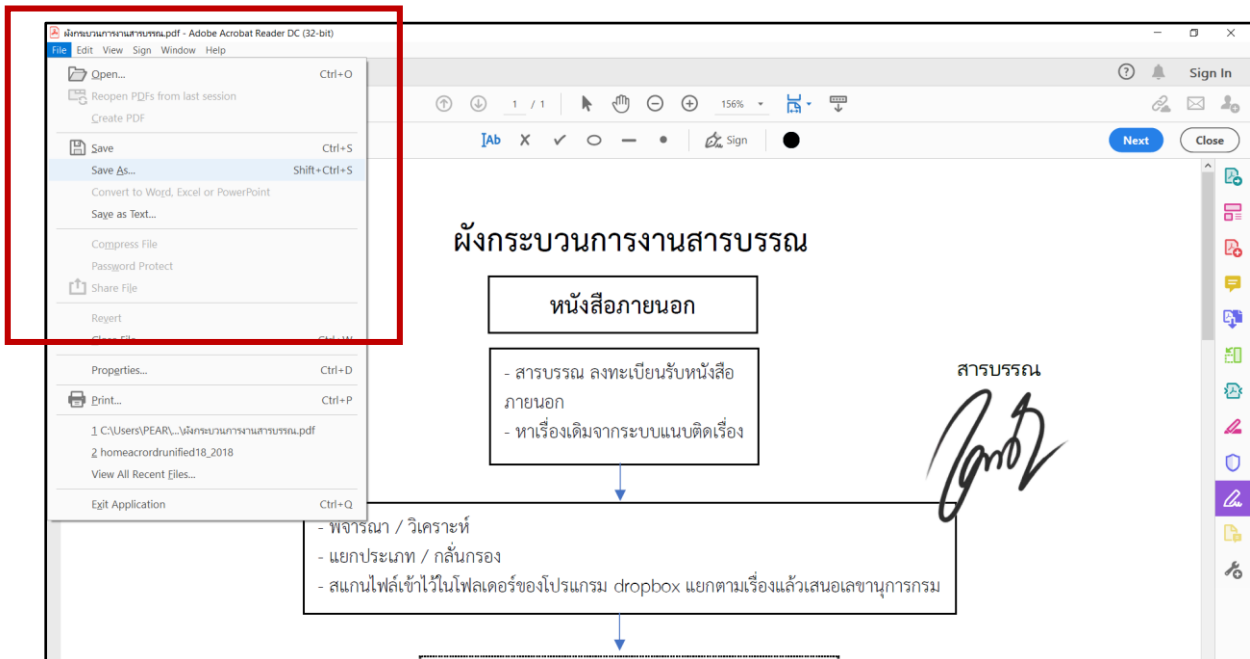 ผังกระบวนการงานสารบรรณ.pdf - Adobe Acrobat Reader DC (32-bit)
File Edit View Sign Window Help
Open... Ctrl+O
Reopen PDFs from last session
Create PDF
Save Ctrl+S
Save As... Shift+Ctrl+S
Convert to Word, Excel or PowerPoint
Save as Text...
Compress File
Password Protect
Share File
Revert
Close File Ctrl+W
Properties... Ctrl+D
Print... Ctrl+P
1 C:\Users\PEAR\...\ผังกระบวนการงานสารบรรณ.pdf
2 homeacrordrunified18_2018
View All Recent Files...
Exit Application Ctrl+Q
Sign In
1 / 1 156%
Ab Sign Next Close
ผังกระบวนการงานสารบรรณ
หนังสือภายนอก
- สารบรรณ ลงทะเบียนรับหนังสือ
ภายนอก
- หาเรื่องเดิมจากระบบแนบติดเรื่อง
สารบรรณ
- พิจารณา / วิเคราะห์
- แยกประเภท / กลั่นกรอง
- สแกนไฟล์เข้าไว้ในโฟลเดอร์ของโปรแกรม dropbox แยกตามเรื่องแล้วเสนอเลขานุการกรม